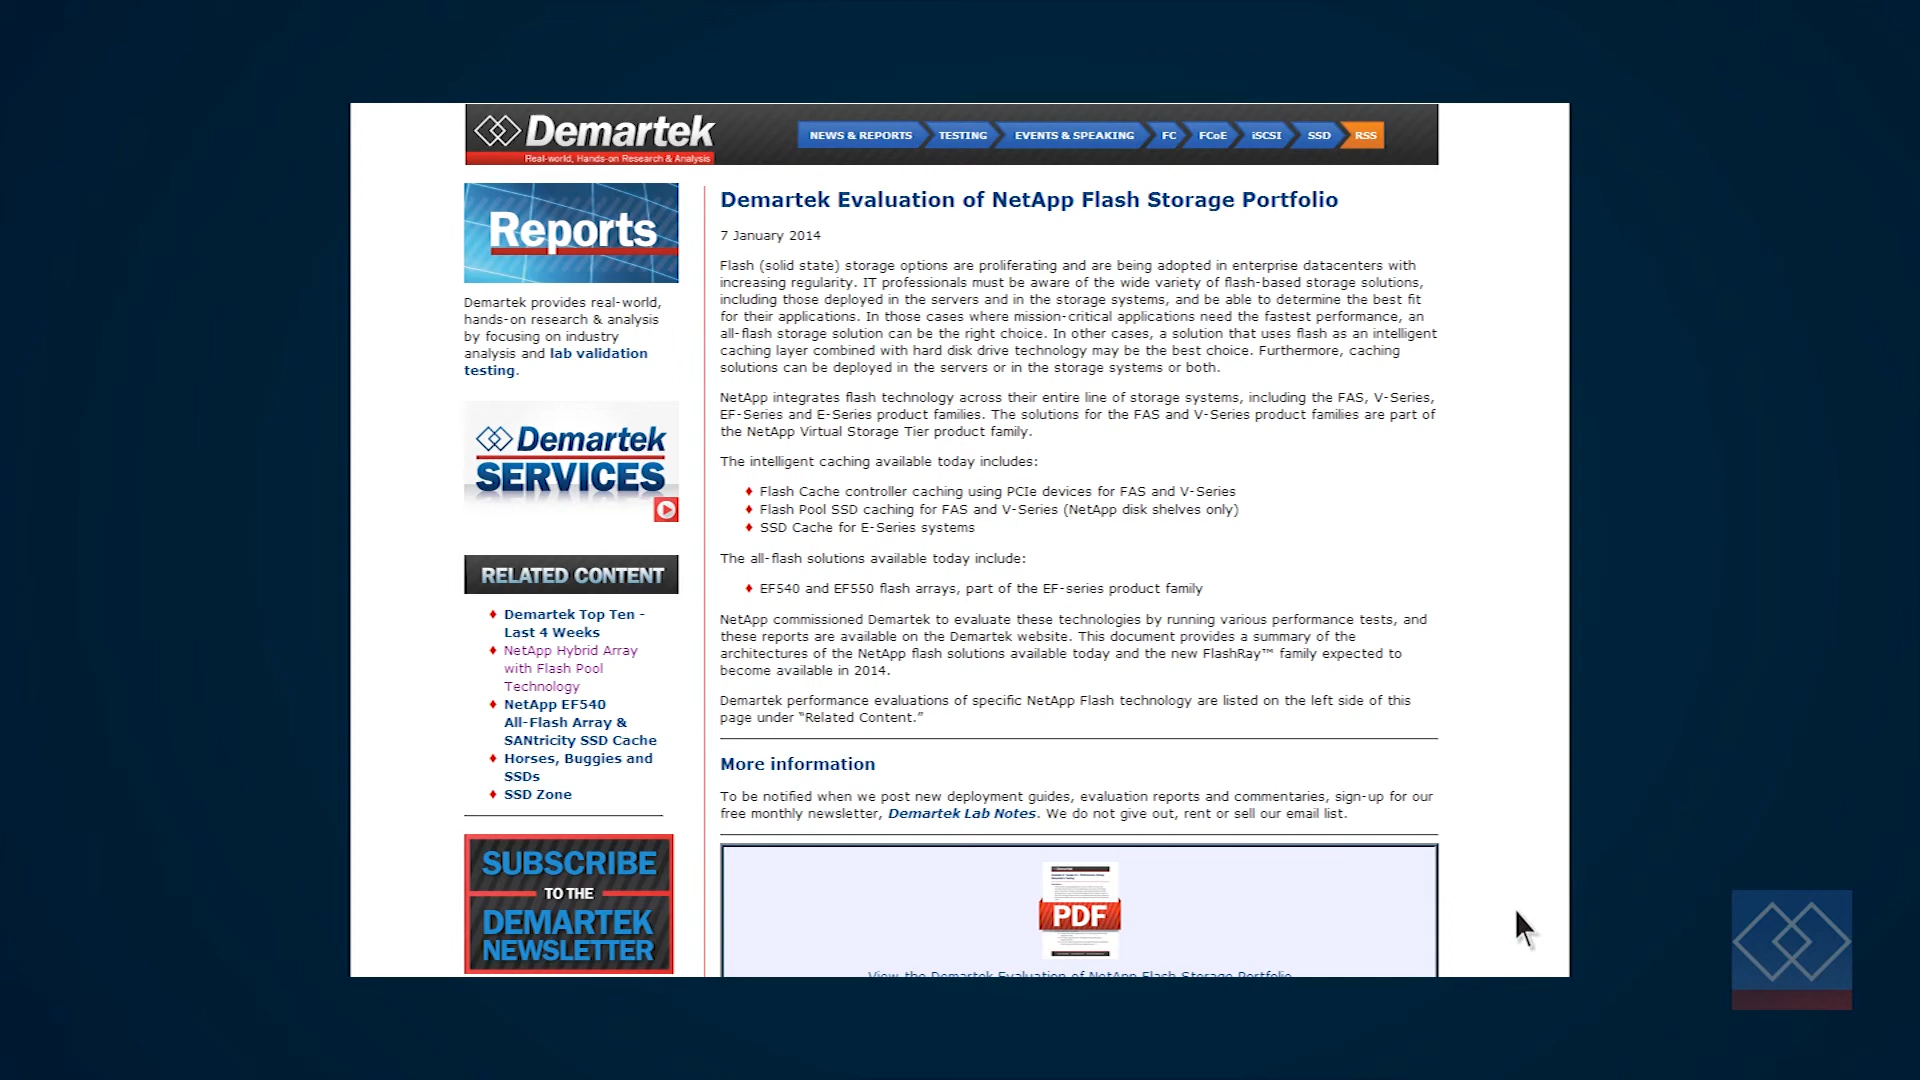 Demartek
Real-world, Hands-on Research & Analysis
NEWS & REPORTS
TESTING
EVENTS & SPEAKING
FC
FCoE
iSCSI
SSD
RSS
Reports
Demartek provides real-world,
hands-on research & analysis
by focusing on industry
analysis and lab validation
testing.
Demartek
SERVICES
RELATED CONTENT
Demartek Top Ten -
Last 4 Weeks
NetApp Hybrid Array
with Flash Pool
Technology
NetApp EF540
All-Flash Array &
SANtricity SSD Cache
Horses, Buggies and
SSDs
SSD Zone
SUBSCRIBE
TO THE
DEMARTEK
NEWSLETTER
Demartek Evaluation of NetApp Flash Storage Portfolio
7 January 2014
Flash (solid state) storage options are proliferating and are being adopted in enterprise datacenters with
increasing regularity. IT professionals must be aware of the wide variety of flash-based storage solutions,
including those deployed in the servers and in the storage systems, and be able to determine the best fit
for their applications. In those cases where mission-critical applications need the fastest performance, an
all-flash storage solution can be the right choice. In other cases, a solution that uses flash as an intelligent
caching layer combined with hard disk drive technology may be the best choice. Furthermore, caching
solutions can be deployed in the servers or in the storage systems or both.
NetApp integrates flash technology across their entire line of storage systems, including the FAS, V-Series,
EF-Series and E-Series product families. The solutions for the FAS and V-Series product families are part of
the NetApp Virtual Storage Tier product family.
The intelligent caching available today includes:
Flash Cache controller caching using PCIe devices for FAS and V-Series
Flash Pool SSD caching for FAS and V-Series (NetApp disk shelves only)
SSD Cache for E-Series systems
The all-flash solutions available today include:
EF540 and EF550 flash arrays, part of the EF-series product family
NetApp commissioned Demartek to evaluate these technologies by running various performance tests, and
these reports are available on the Demartek website. This document provides a summary of the
architectures of the NetApp flash solutions available today and the new FlashRay™ family expected to
become available in 2014.
Demartek performance evaluations of specific NetApp Flash technology are listed on the left side of this
page under “Related Content.”
More information
To be notified when we post new deployment guides, evaluation reports and commentaries, sign-up for our
free monthly newsletter, Demartek Lab Notes. We do not give out, rent or sell our email list.
PDF
View the Demartek Evaluation of NetApp Flash Storage Portfolio